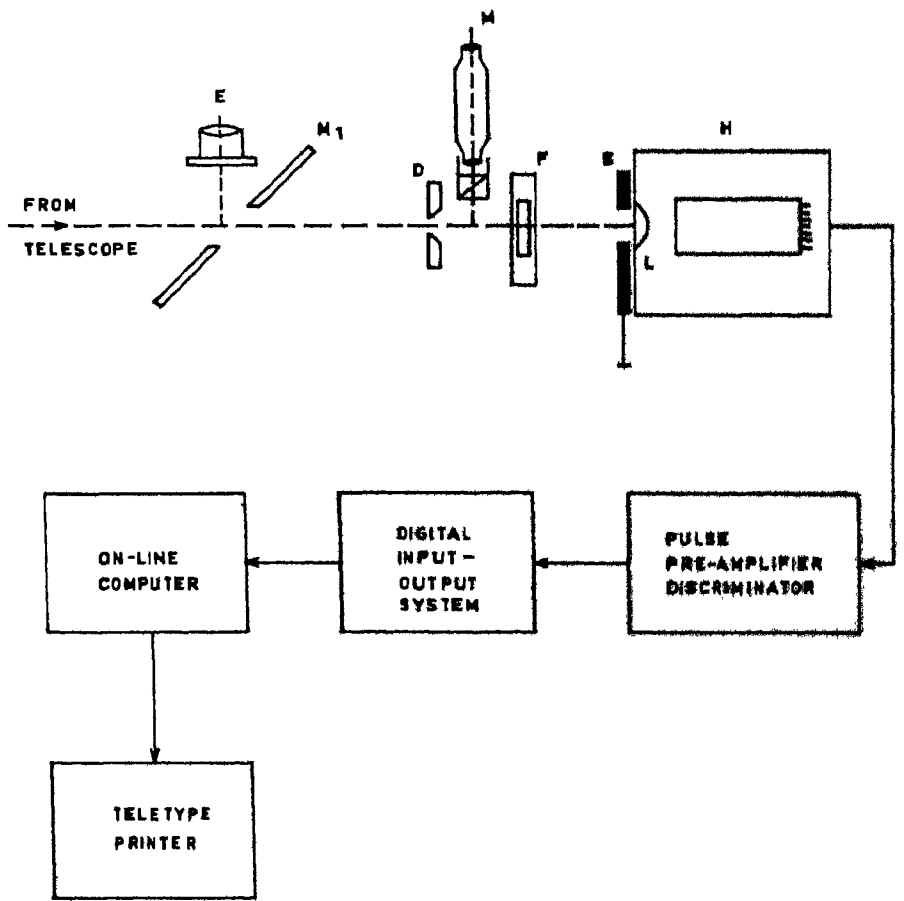 M
E
M1
H
D
F
FROM
TELESCOPE
L
ON-LINE
COMPUTER
DIGITAL
INPUT-
OUTPUT
SYSTEM
PULSE
PRE-AMPLIFIER
DISCRIMINATOR
TELETYPE
PRINTER